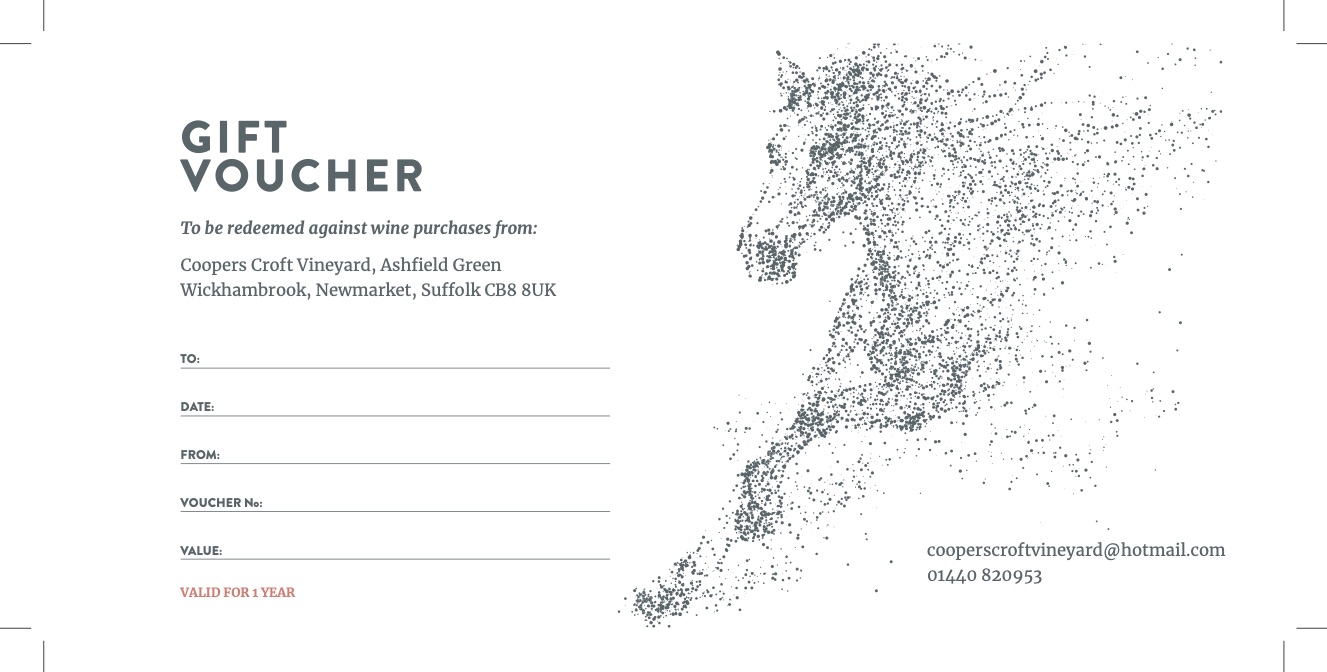 GIFT
VOUCHER
To be redeemed against wine purchases from:
Coopers Croft Vineyard, Ashfield Green
Wickhambrook, Newmarket, Suffolk CB8 8UK
TO:
DATE:
FROM:
VOUCHER No:
VALUE:
VALID FOR 1 YEAR
cooperscroftvineyard@hotmail.com
01440 820953